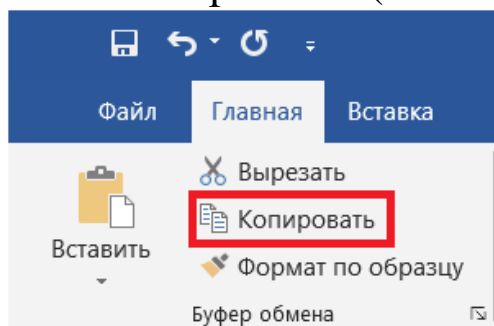 Файл Главная Вставка
Вырезать
Копировать
Вставить
Формат по образцу
Буфер обмена